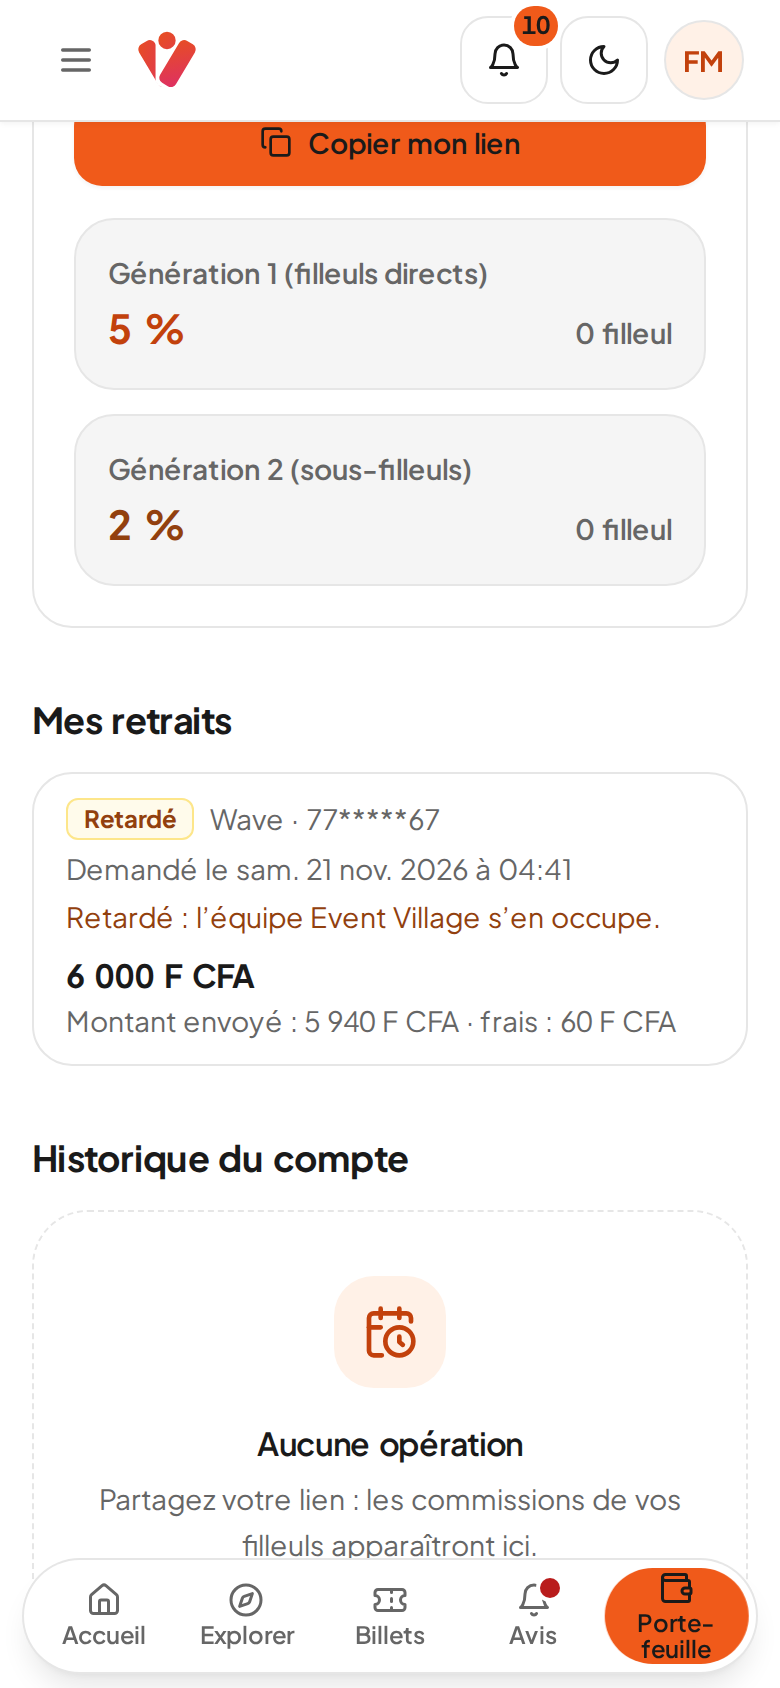 10
FM
Copier mon lien
Génération 1 (filleuls directs)
5 %
0 filleul
Génération 2 (sous-filleuls)
2 %
0 filleul
Mes retraits
Retardé Wave · 77*****67
Demandé le sam. 21 nov. 2026 à 04:41
Retardé : l’équipe Event Village s’en occupe.
6 000 F CFA
Montant envoyé : 5 940 F CFA · frais : 60 F CFA
Historique du compte
Aucune opération
Partagez votre lien : les commissions de vos
filleuls apparaîtront ici.
Accueil
Explorer
Billets
Avis
Porte-
feuille